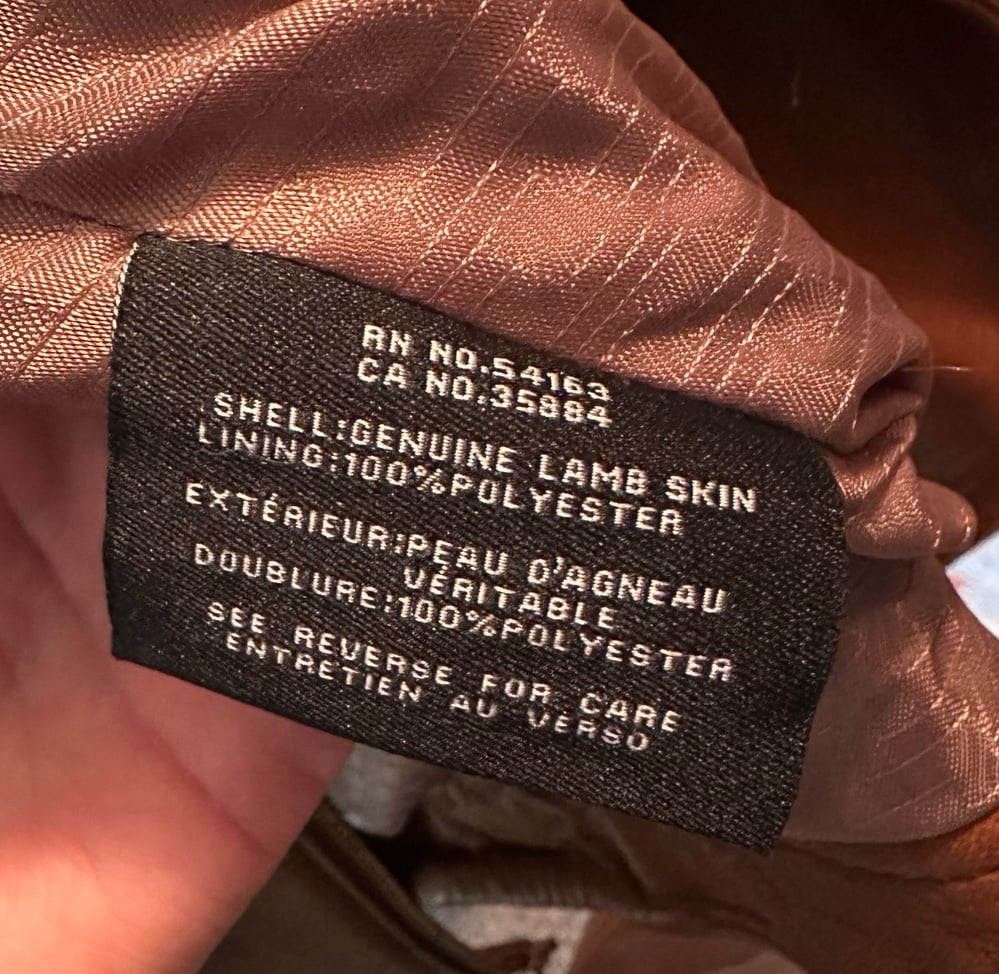 RN NO.54163
CA NO.35884
SHELL:GENUINE LAMB SKIN
LINING:100%POLYESTER
EXTÉRIEUR:PEAU D'AGNEAU
VÉRITABLE
DOUBLURE:100%POLYESTER
SEE REVERSE FOR CARE
ENTRETIEN AU VERSO